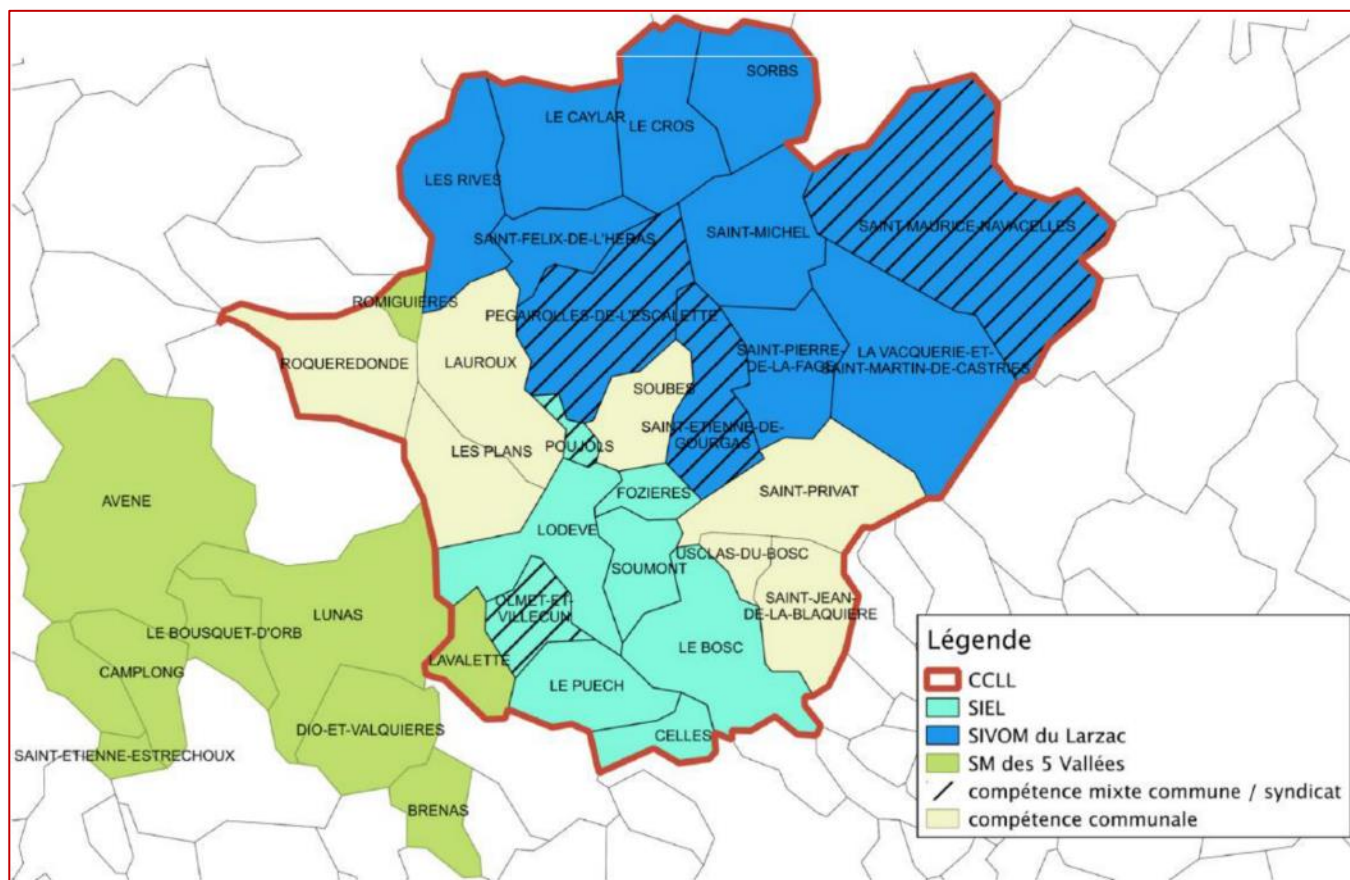 SORBS
LE CAYLAR
LE CROS
LES RIVES
SAINT MAURICE-NAVACELLES
SAINT-MICHEL
SAINT-FELIX-DE-L'HERAS
ROMIGUIERES
PEGAIROLLES-DE-L'ESCALETTE
SAINT-PIERRE-
DE-LA-FAGE
LA VACQUERIE-ET-
SAINT-MARTIN-DE-CASTRIES
ROQUEREDONDE
LAUROUX
SOUBES
SAINT-ETIENNE-DE-
GOURGAS
POUJOLS
LES PLANS
SAINT-PRIVAT
FOZIERES
AVENE
LODEVE
USCLAS-DU-BOSC
SOUMONT
SAINT-JEAN-
DE-LA-BLAQUIERE
OLMET-ET-
VILLECUN
LUNAS
LE BOUSQUET-D'ORB
LE BOSC
LAVALETTE
CAMPLONG
LE PUECH
DIO-ET-VALQUIERES
CELLES
SAINT-ETIENNE-ESTRECHOUX
BRENAS
Légende
CCLL
SIEL
SIVOM du Larzac
SM des 5 Vallées
compétence mixte commune / syndicat
compétence communale